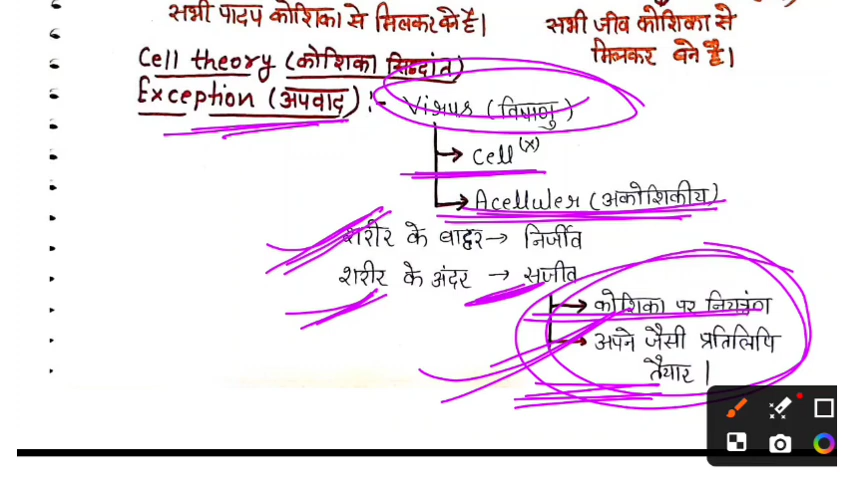 सभी पादप कोशिका से मिलकर बने है।
सभी जीव कोशिका से
मिलकर बने है।
Cell theory (कोशिका सिद्धांत)
Exception (अपवाद) :- Virus (विषाणु)
→ Cell (x)
→ Acelluler (अकोशिकीय)
शरीर के बाहर → निर्जीव
शरीर के अंदर → सजीव
→ कोशिका पर नियंत्रण
→ अपने जैसी प्रतिलिपि
तैयार |